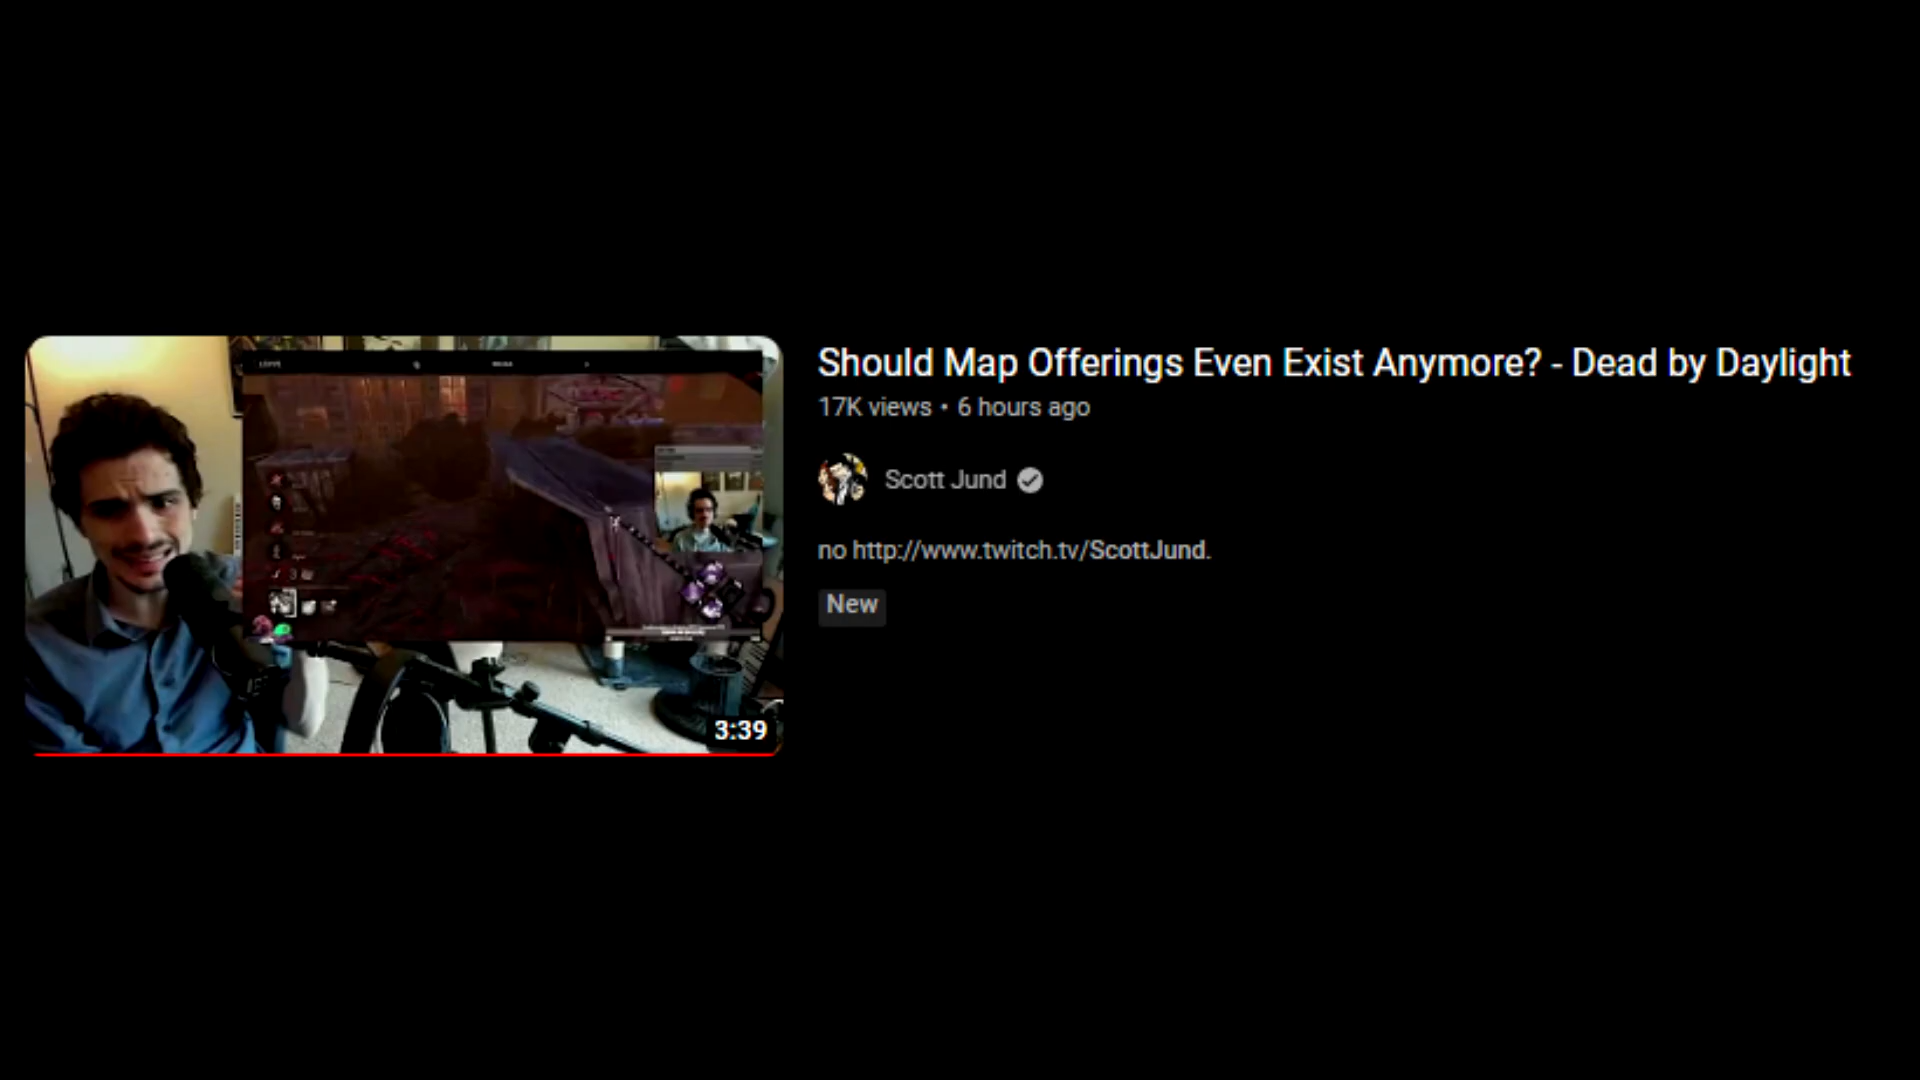 Should Map Offerings Even Exist Anymore? - Dead by Daylight
17K views • 6 hours ago
Scott Jund
no http://www.twitch.tv/ScottJund.
New
3:39